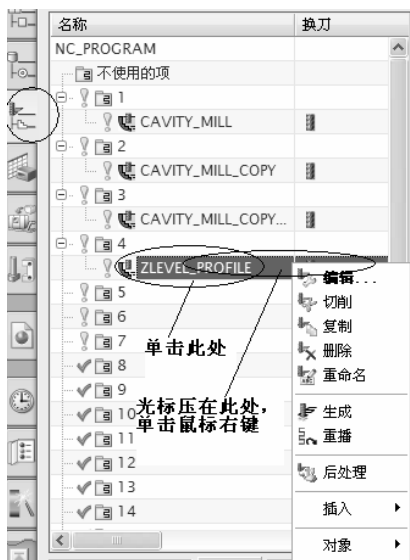 名称 换刀
NC_PROGRAM
不使用的项
1
CAVITY_MILL
2
CAVITY_MILL_COPY
3
CAVITY_MILL_COPY...
4
ZLEVEL_PROFILE
5
6
7
8
9
10
11
12
13
14
单击此处
光标压在此处，
单击鼠标右键
编辑...
切削
复制
删除
重命名
生成
重播
后处理
插入
对象